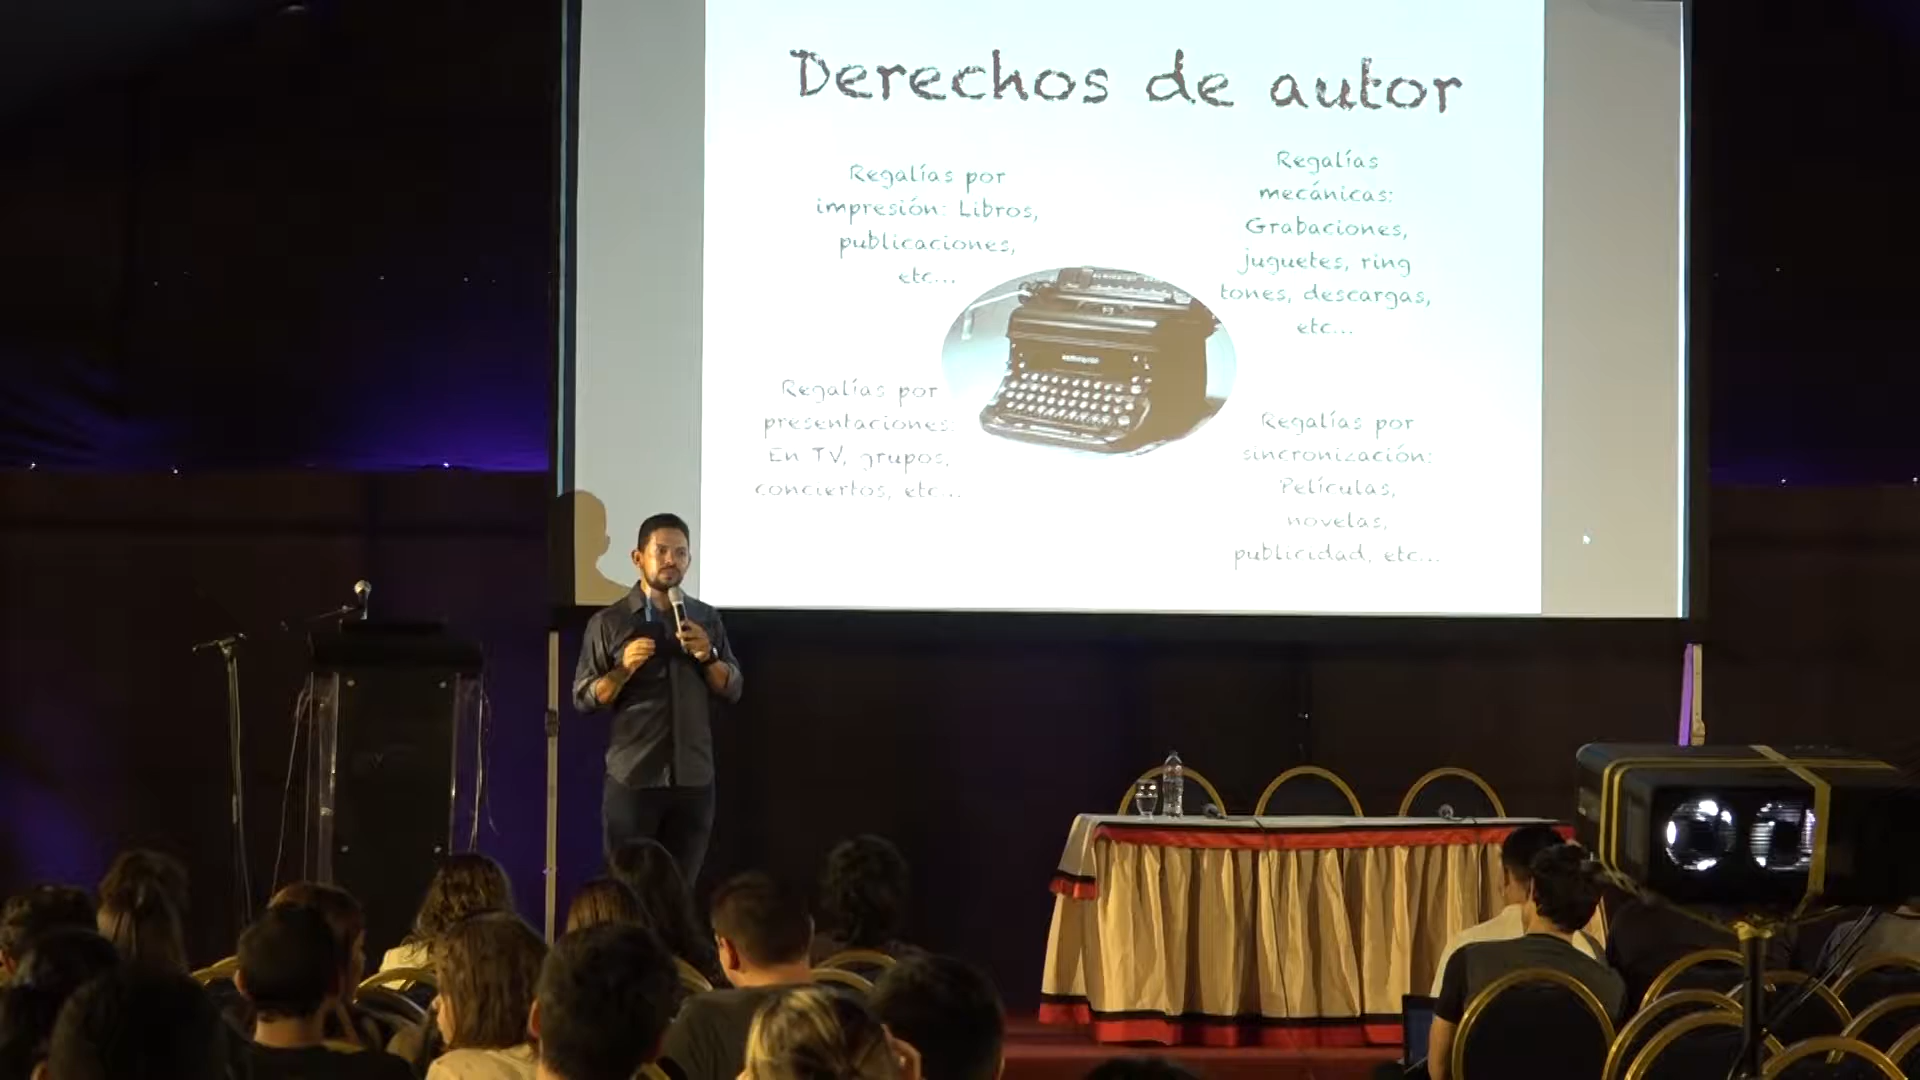 Derechos de autor
Regalías por
impresión: Libros,
publicaciones,
etc...
Regalías
mecánicas:
Grabaciones,
juguetes, ring
tones, descargas,
etc...
Regalías por
presentaciones:
En TV, grupos,
conciertos, etc...
Regalías por
sincronización:
Películas,
novelas,
publicidad, etc...